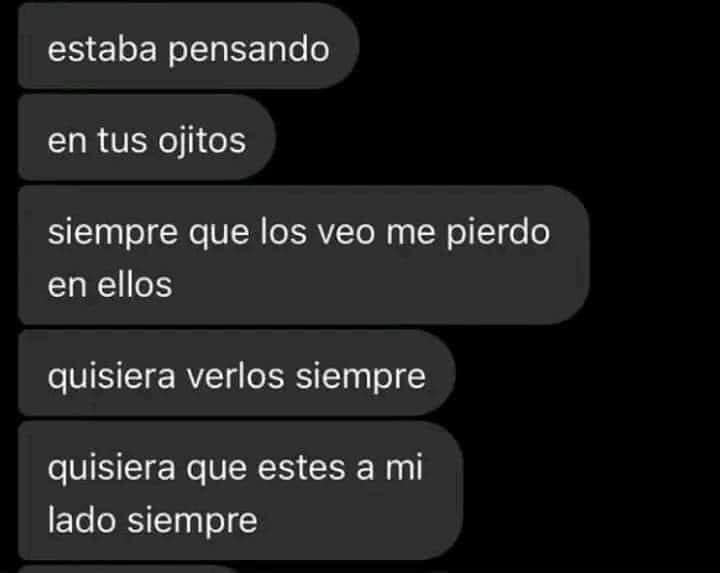 estaba pensando
en tus ojitos
siempre que los veo me pierdo
en ellos
quisiera verlos siempre
quisiera que estes a mi
lado siempre